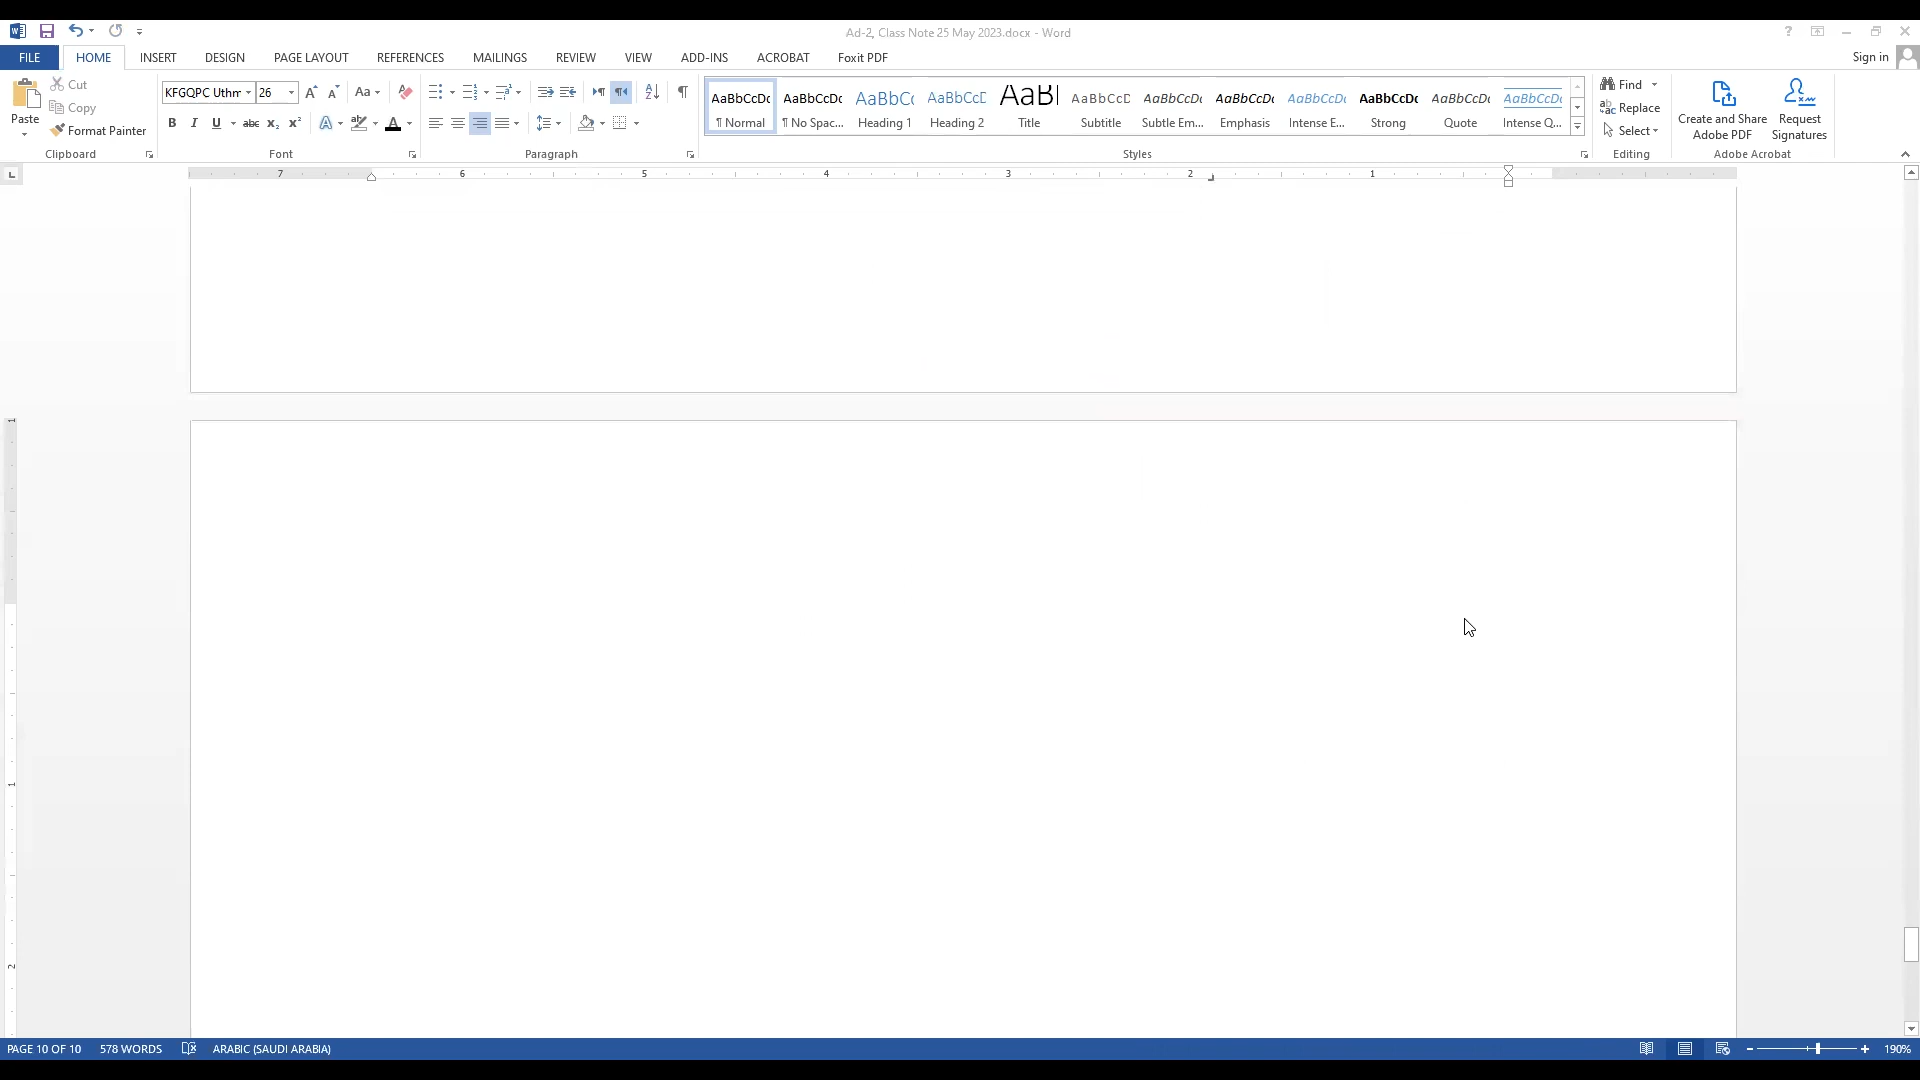 Ad-2, Class Note 25 May 2023.docx - Word
FILE HOME INSERT DESIGN PAGE LAYOUT REFERENCES MAILINGS REVIEW VIEW ADD-INS ACROBAT Foxit PDF Sign in
Paste
Cut
Copy
Format Painter
Clipboard
KFGQPC Uthm 26
Font
Paragraph
AaBbCcDc AaBbCcDc AaBbCc AaBbCcD AaB AaBbCcD AaBbCcDc AaBbCcDc AaBbCcDc AaBbCcDc AaBbCcDc AaBbCcDc
¶ Normal ¶ No Spac... Heading 1 Heading 2 Title Subtitle Subtle Em... Emphasis Intense E... Strong Quote Intense Q...
Styles
Find
Replace
Select
Editing
Create and Share
Adobe PDF
Request
Signatures
Adobe Acrobat
7 6 5 4 3 2 1
1
1
2
PAGE 10 OF 10 578 WORDS ARABIC (SAUDI ARABIA) 190%